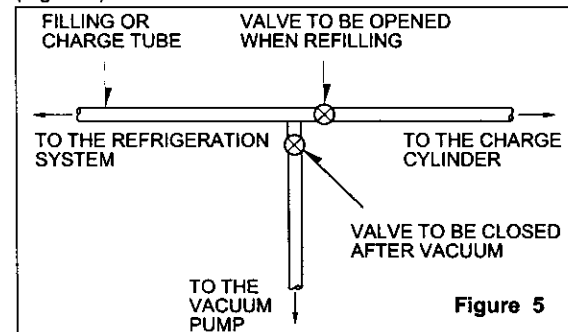 FILLING OR
CHARGE TUBE
VALVE TO BE OPENED
WHEN REFILLING
TO THE REFRIGERATION
SYSTEM
TO THE CHARGE
CYLINDER
VALVE TO BE CLOSED
AFTER VACUUM
TO THE
VACUUM
PUMP
Figure 5